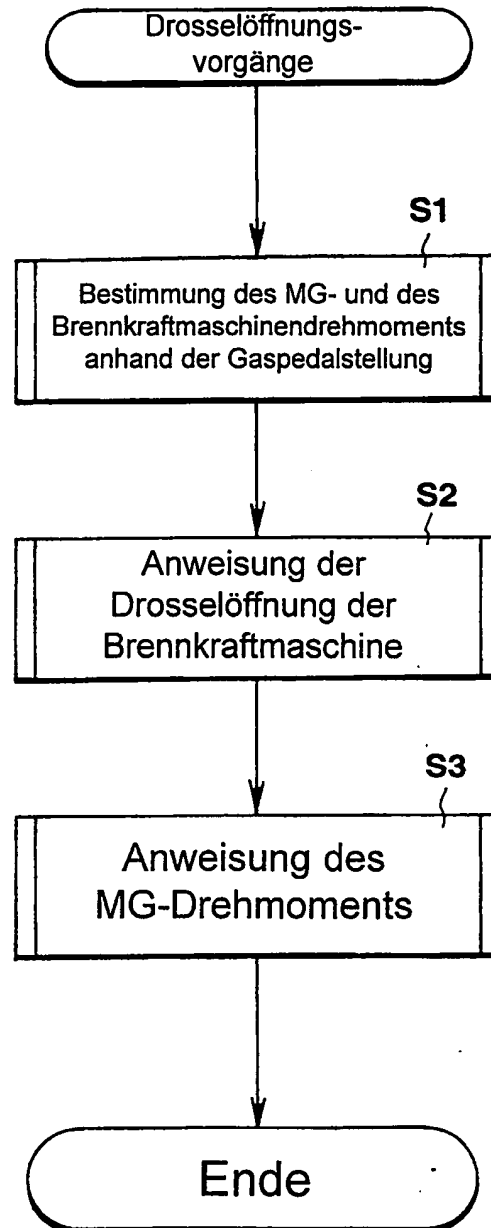 Drosselöffnungs-
vorgänge
S1
Bestimmung des MG- und des
Brennkraftmaschinendrehmoments
anhand der Gaspedalstellung
S2
Anweisung der
Drosselöffnung der
Brennkraftmaschine
S3
Anweisung des
MG-Drehmoments
Ende